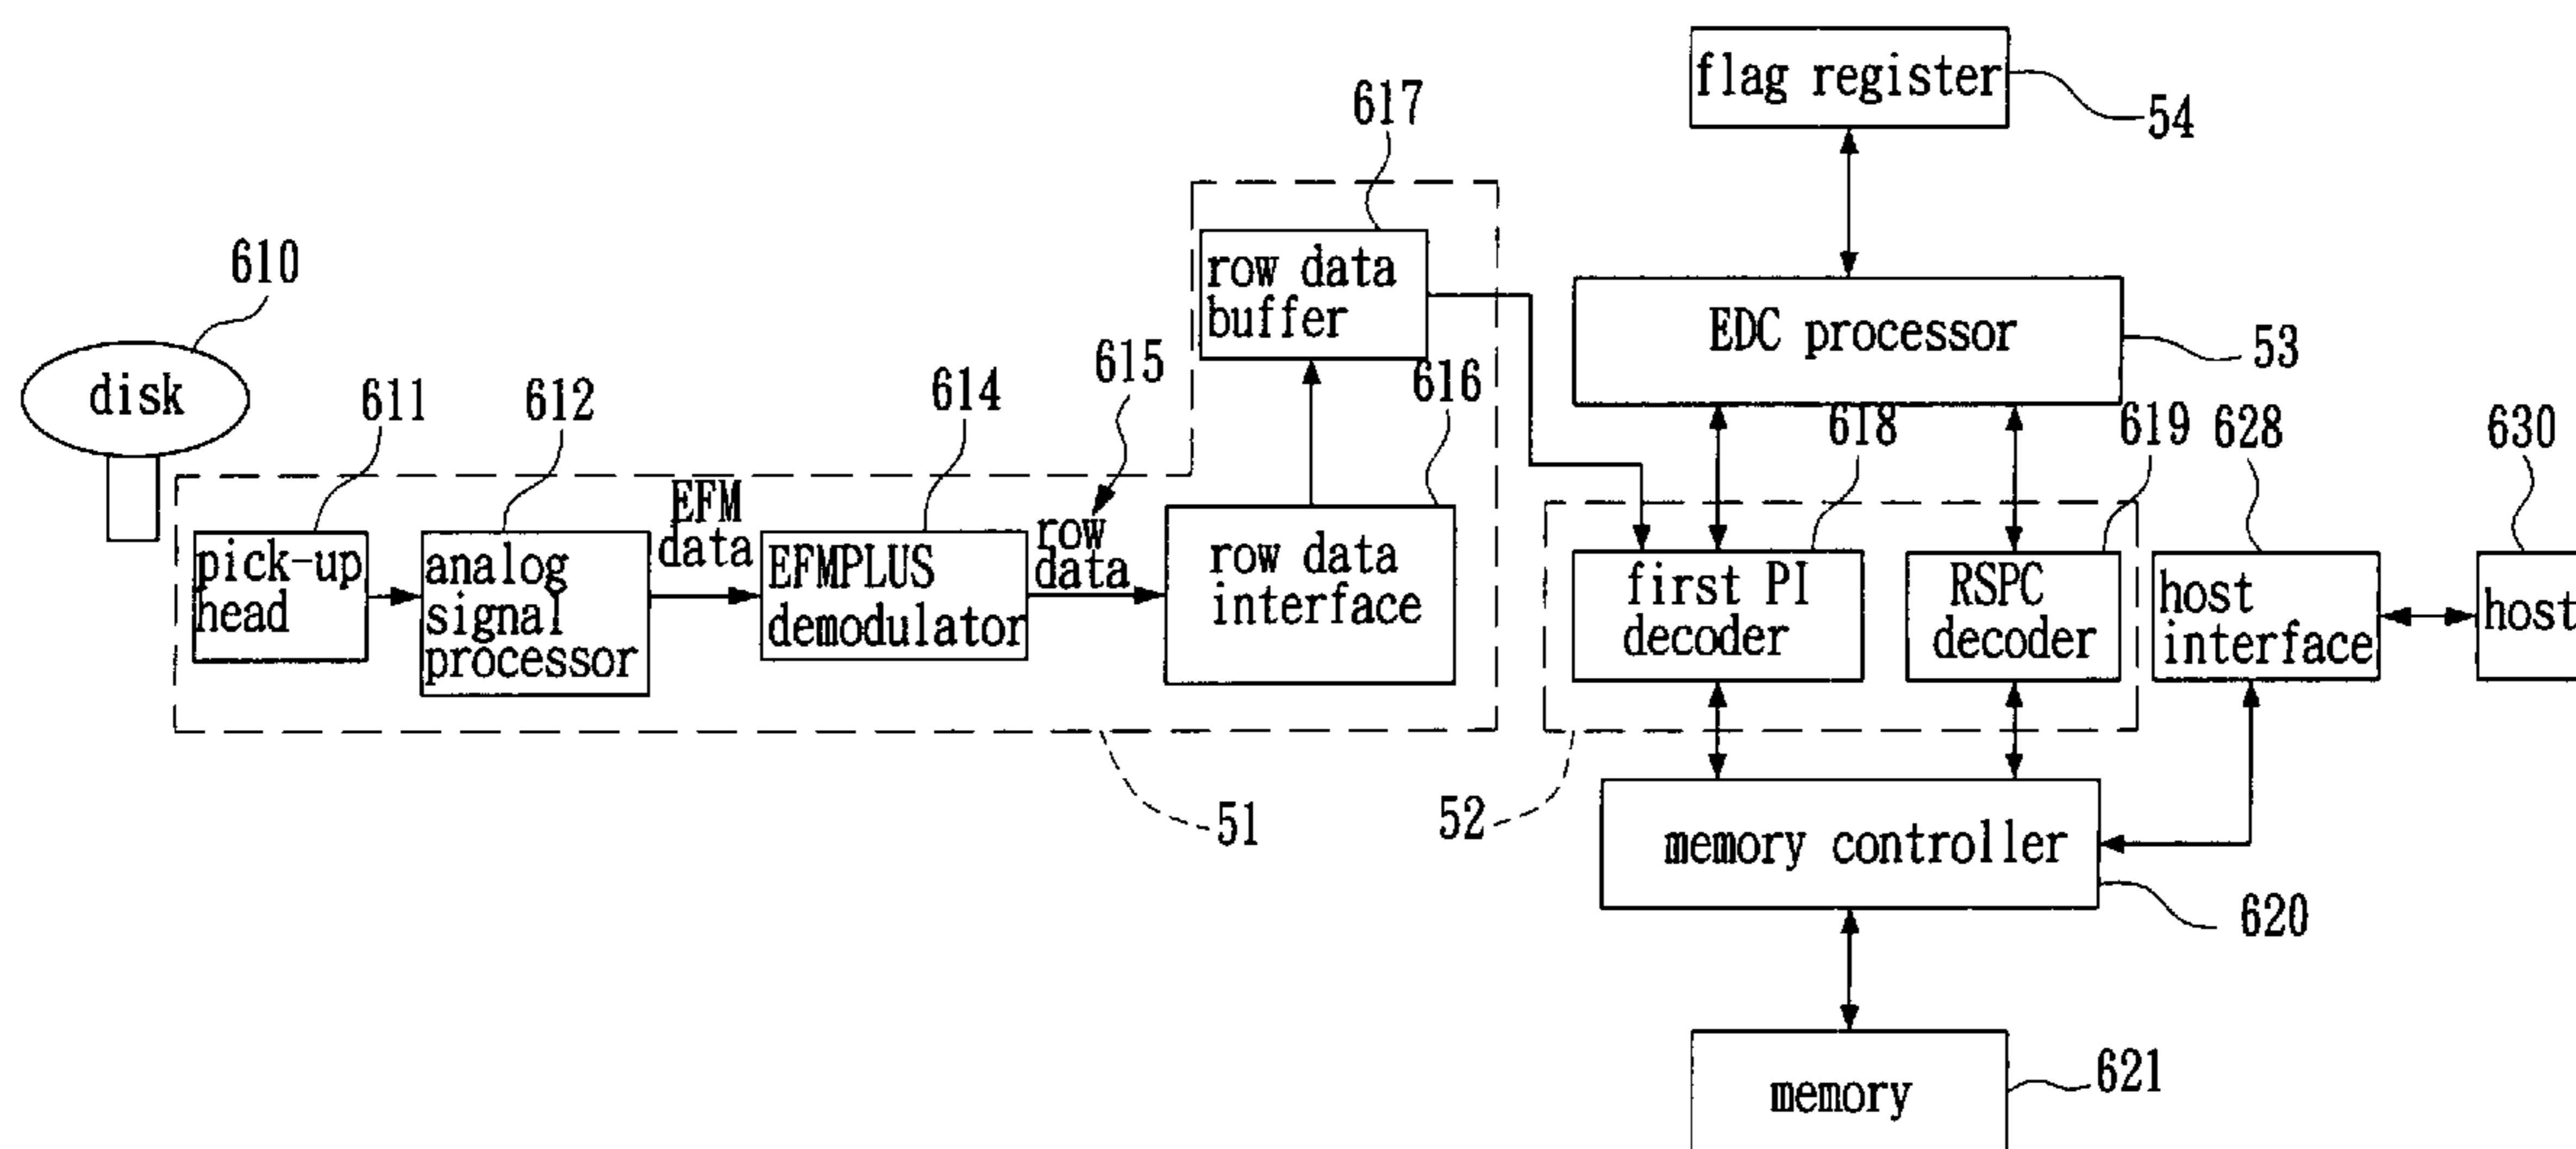 flag register
54
617
610
row data
buffer
EDC processor
53
615
616
disk
611
612
614
618
619
628
630
EFM
data
row
data
pick-up
head
analog
signal
processor
EFMPLUS
demodulator
row data
interface
first PI
decoder
RSPC
decoder
host
interface
host
51
52
memory controller
620
memory
621